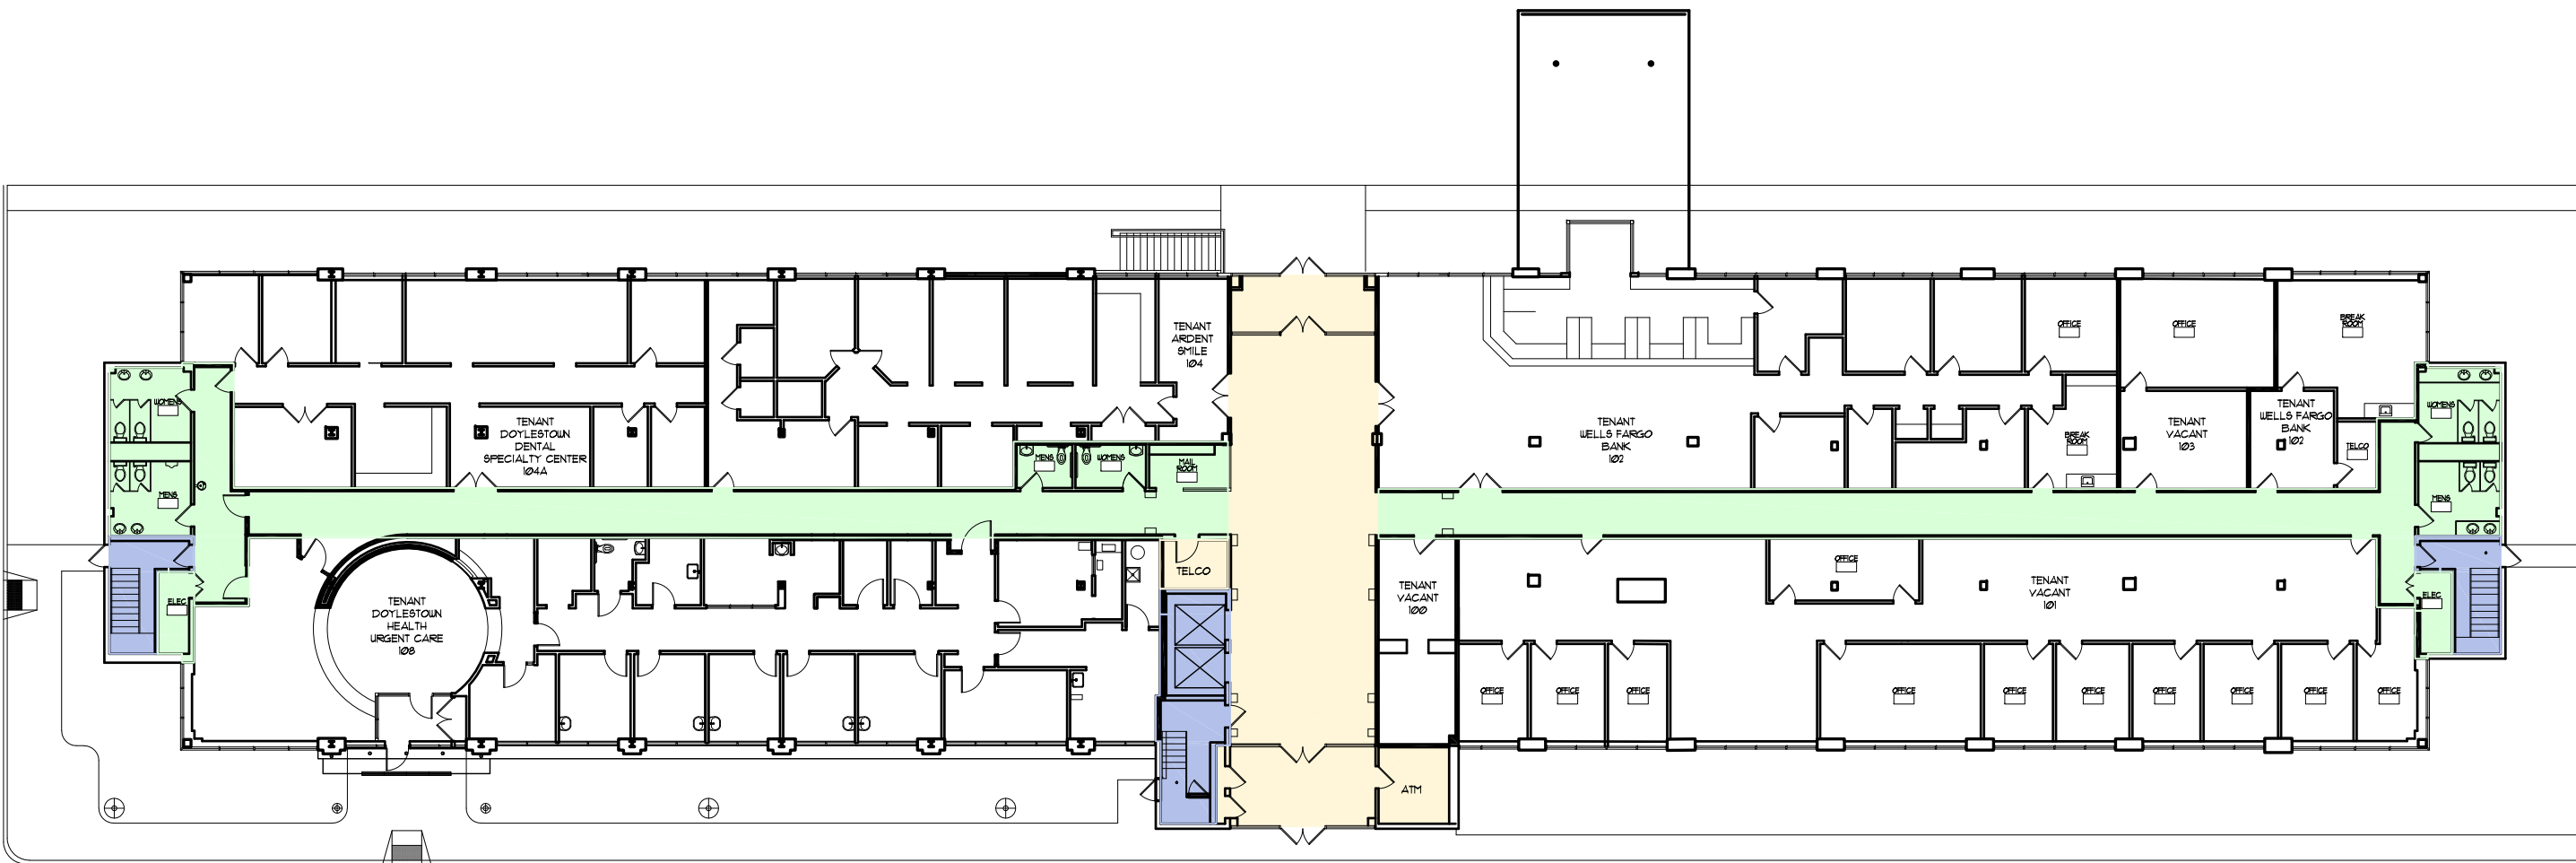 TENANT
ARDENT
SMILE
104
OFFICE
OFFICE
BREAK
ROOM
WOMENS
TENANT
DOYLESTOWN
DENTAL
SPECIALTY CENTER
104A
MENS
WOMENS
MAIL
ROOM
TENANT
WELLS FARGO
BANK
102
BREAK
ROOM
TENANT
VACANT
103
TENANT
WELLS FARGO
BANK
102
TELCO
WOMENS
MENS
MENS
ELEC
TENANT
DOYLESTOWN
HEALTH
URGENT CARE
108
TELCO
TENANT
VACANT
100
OFFICE
TENANT
VACANT
101
ELEC
OFFICE
OFFICE
OFFICE
OFFICE
OFFICE
OFFICE
OFFICE
OFFICE
OFFICE
OFFICE
ATM